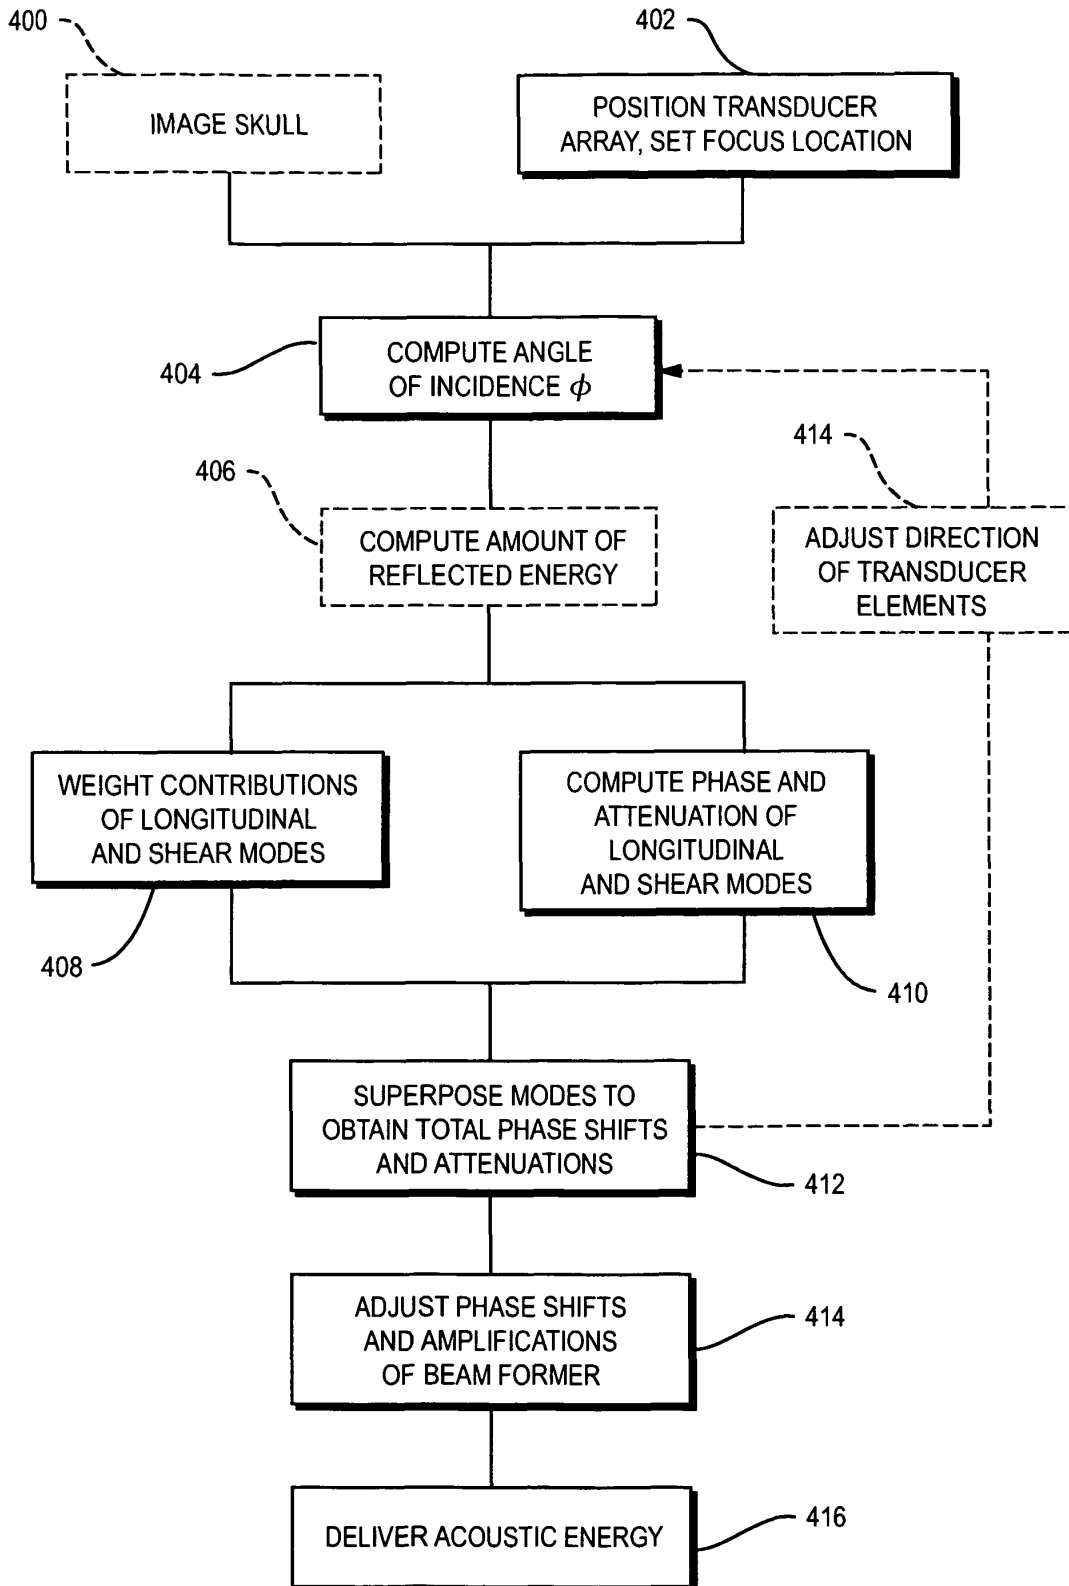 400
402
IMAGE SKULL
POSITION TRANSDUCER
ARRAY, SET FOCUS LOCATION
404
COMPUTE ANGLE
OF INCIDENCE ϕ
406
414
COMPUTE AMOUNT OF
REFLECTED ENERGY
ADJUST DIRECTION
OF TRANSDUCER
ELEMENTS
WEIGHT CONTRIBUTIONS
OF LONGITUDINAL
AND SHEAR MODES
COMPUTE PHASE AND
ATTENUATION OF
LONGITUDINAL
AND SHEAR MODES
408
410
SUPERPOSE MODES TO
OBTAIN TOTAL PHASE SHIFTS
AND ATTENUATIONS
412
ADJUST PHASE SHIFTS
AND AMPLIFICATIONS
OF BEAM FORMER
414
DELIVER ACOUSTIC ENERGY
416